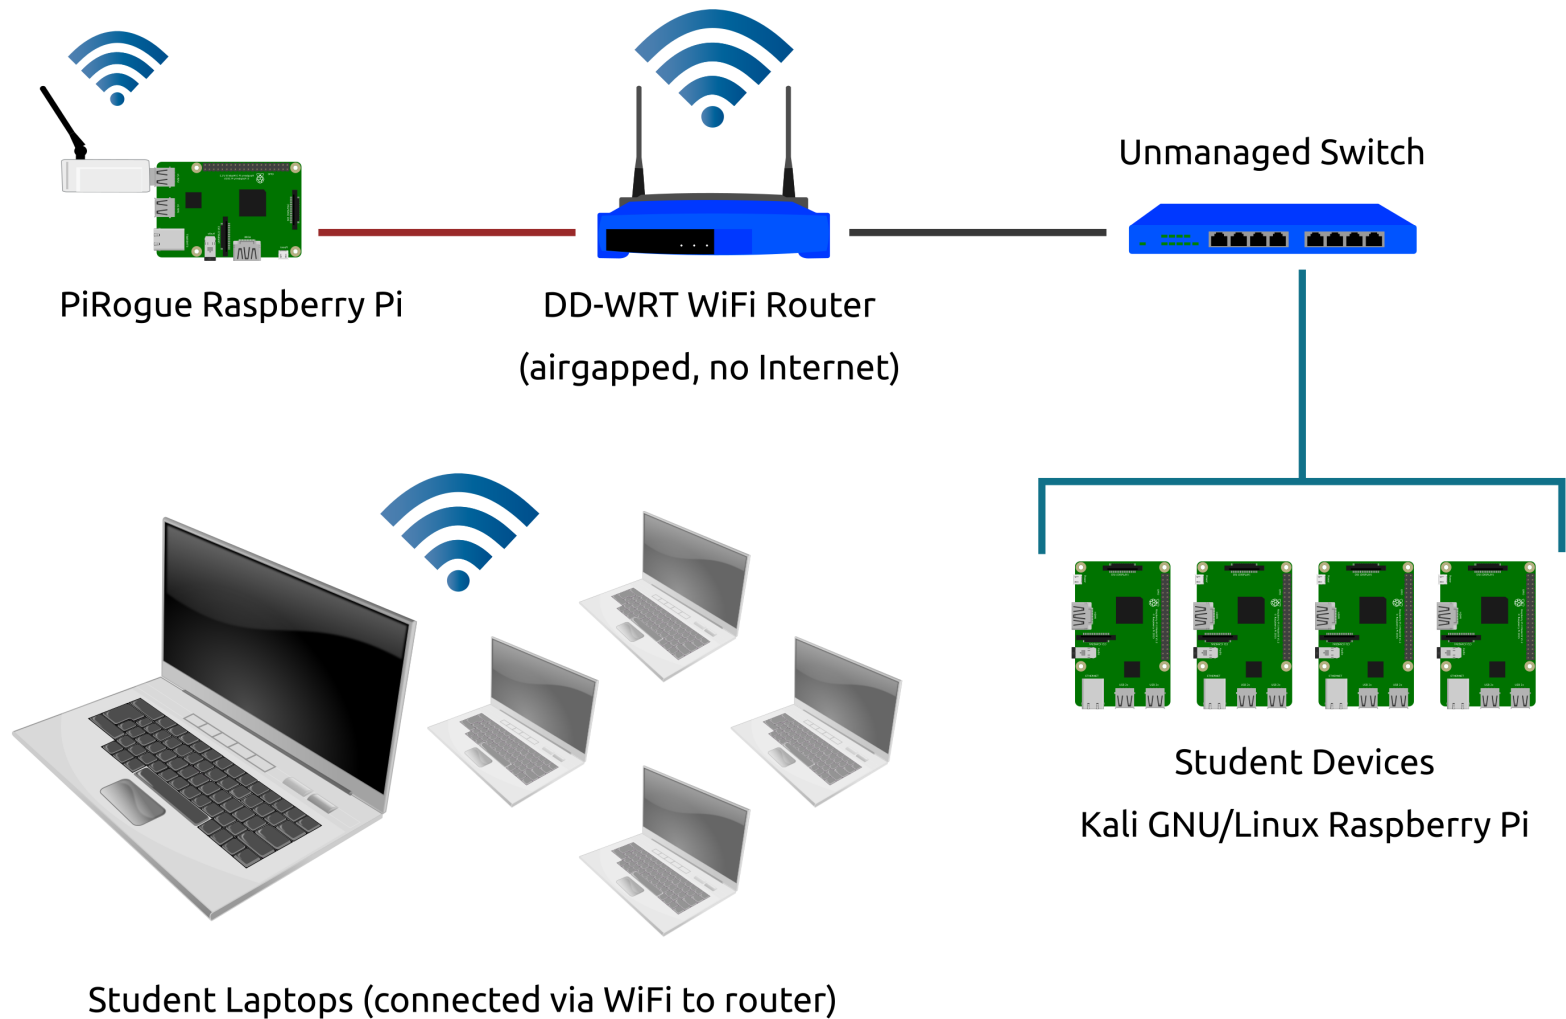 Unmanaged Switch
PiRogue Raspberry Pi
DD-WRT WiFi Router
(airgapped, no Internet)
Student Devices
Kali GNU/Linux Raspberry Pi
Student Laptops (connected via WiFi to router)